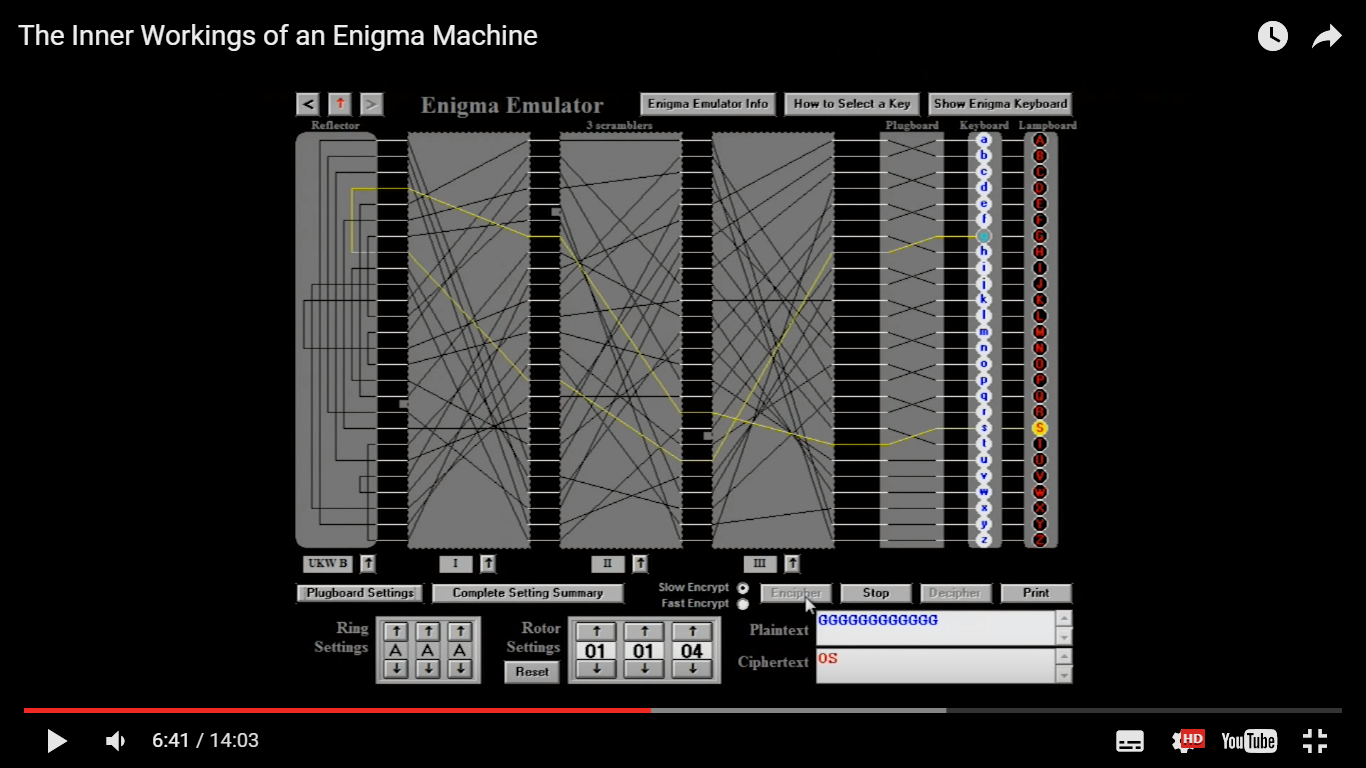 The Inner Workings of an Enigma Machine
< ↑ > Enigma Emulator Enigma Emulator Info How to Select a Key Show Enigma Keyboard
Reflector 3 scramblers Plugboard Keyboard Lampboard
a A
b B
c C
d D
e E
f F
G
h H
i I
j J
k K
l L
m M
n N
o O
p P
q Q
r R
s S
t T
u U
v V
w W
x X
y Y
z Z
UKW B ↑ I ↑ II ↑ III ↑
Plugboard Settings Complete Setting Summary Slow Encrypt Encipher Stop Decipher Print
Fast Encrypt
Ring Settings A A A Rotor Settings 01 01 04 Plaintext GGGGGGGGGGGG
Reset Ciphertext OS
6:41 / 14:03 HD YouTube